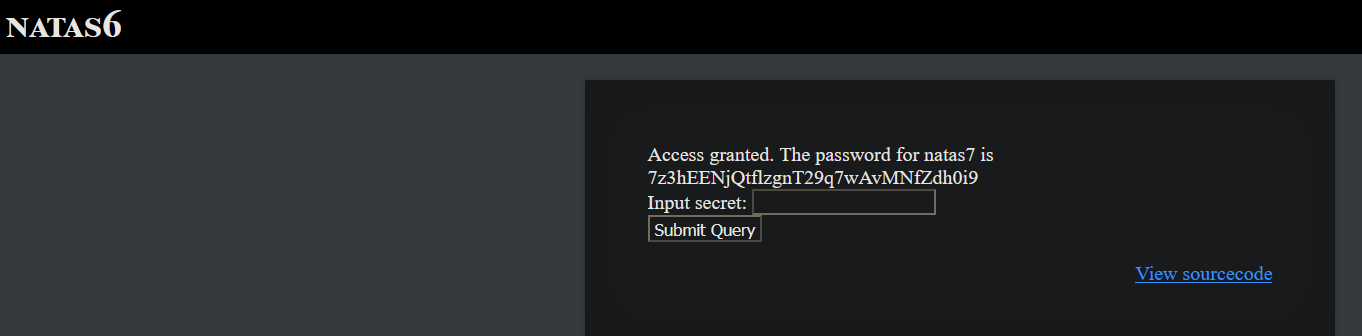 NATAS6
Access granted. The password for natas7 is
7z3hEENjQtflzgnT29q7wAvMNfZdh0i9
Input secret:
Submit Query
View sourcecode